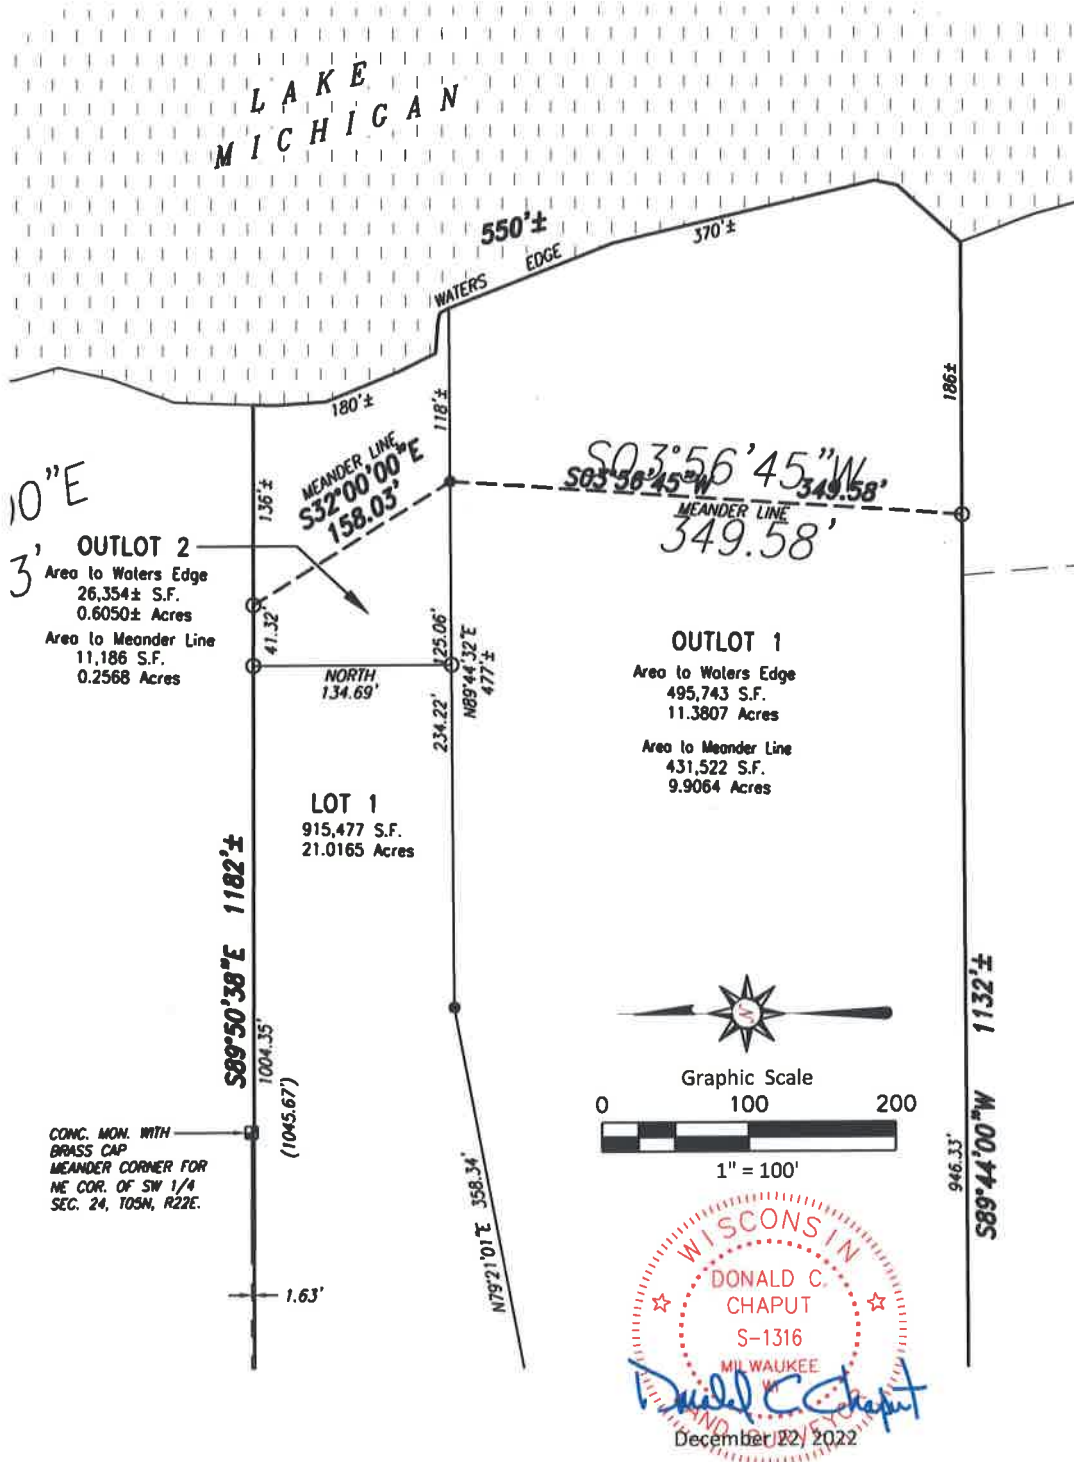 LAKE
MICHIGAN
550'±
370'±
WATERS EDGE
180'±
118'±
186±
136'±
MEANDER LINE
S32°00'00"E
158.03'
S03°56'45"W
S03°56'45"W 349.58'
MEANDER LINE
349.58'
0"E
3'
OUTLOT 2
Area to Waters Edge
26,354± S.F.
0.6050± Acres
Area to Meander Line
11,186 S.F.
0.2568 Acres
41.32'
NORTH
134.69'
125.06'
N89°44'32"E
477'±
234.22'
OUTLOT 1
Area to Waters Edge
495,743 S.F.
11.3807 Acres
Area to Meander Line
431,522 S.F.
9.9064 Acres
LOT 1
915,477 S.F.
21.0165 Acres
S89°50'38"E 1182'±
1004.35'
(1045.67')
CONC. MON. WITH
BRASS CAP
MEANDER CORNER FOR
NE COR. OF SW 1/4
SEC. 24, T05N, R22E.
1.63'
N79°21'01"E 358.34'
N
Graphic Scale
0 100 200
1" = 100'
946.33'
S89°44'00"W 1132'±
WISCONSIN
DONALD C.
CHAPUT
S-1316
MILWAUKEE
WI
LAND SURVEYOR
Donald C Chaput
December 22, 2022